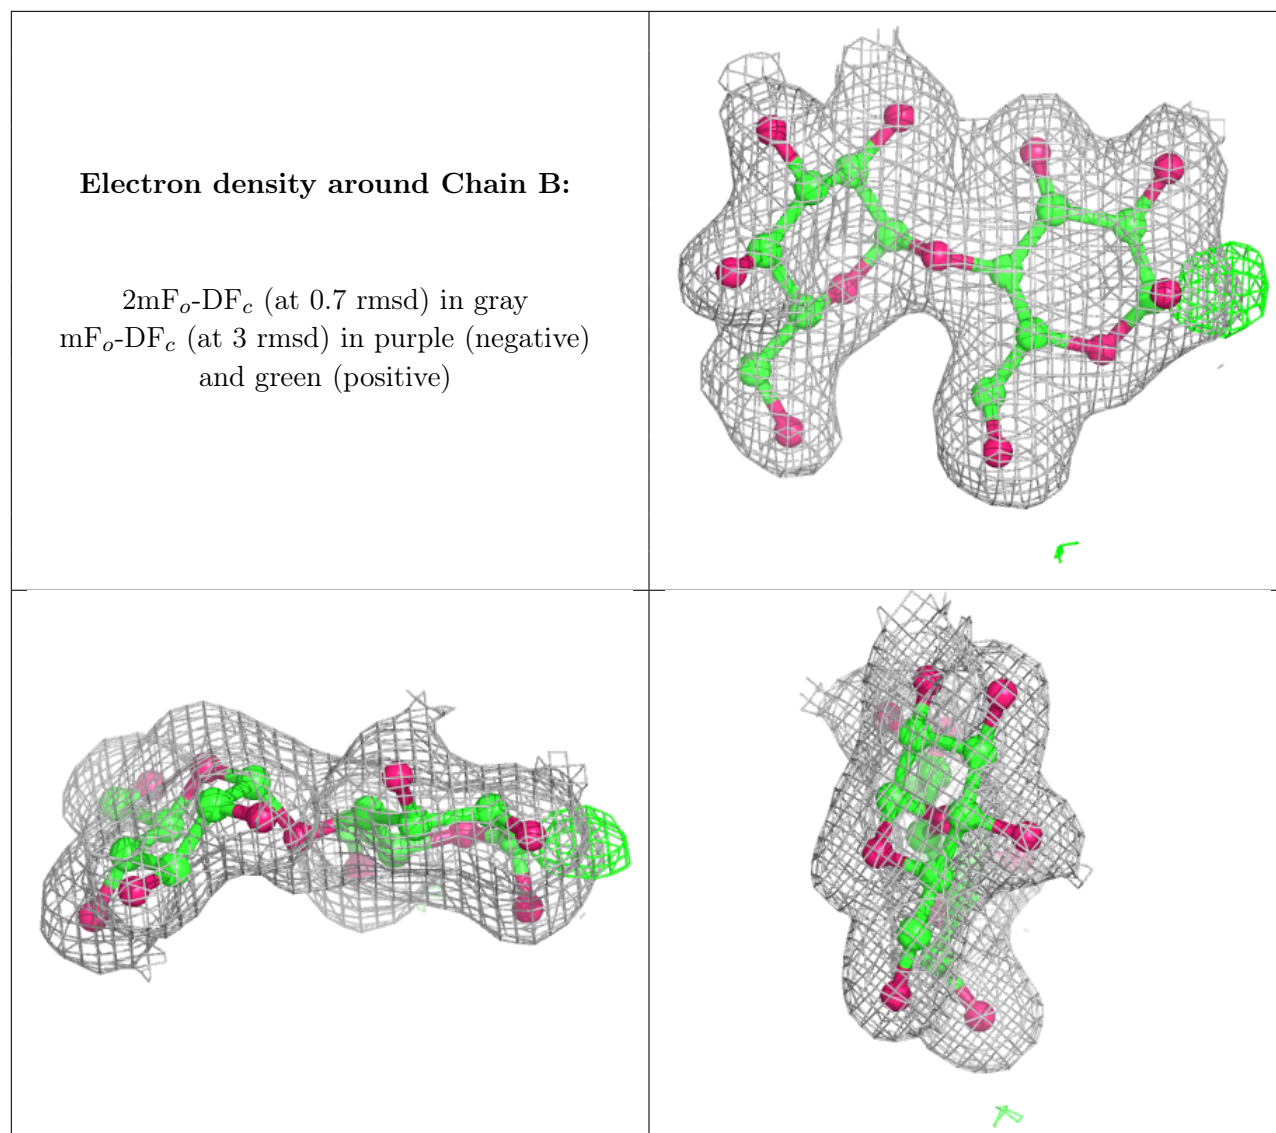 Electron density around Chain B:
2mFo-DFc (at 0.7 rmsd) in gray
mFo-DFc (at 3 rmsd) in purple (negative)
and green (positive)